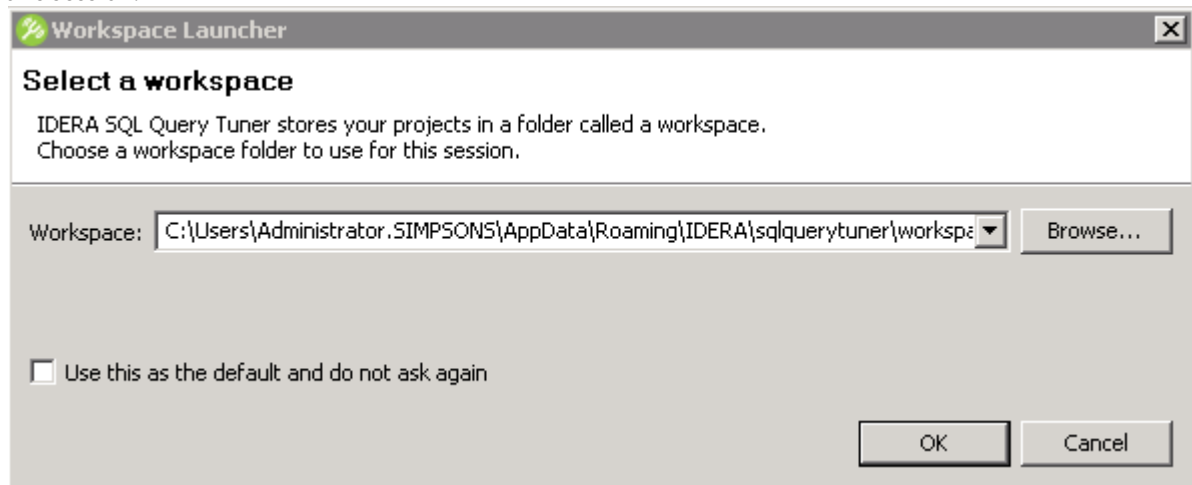 Workspace Launcher
Select a workspace
IDERA SQL Query Tuner stores your projects in a folder called a workspace.
Choose a workspace folder to use for this session.
Workspace: C:\Users\Administrator.SIMPSONS\AppData\Roaming\IDERA\sqlquerytuner\workspa Browse...
Use this as the default and do not ask again
OK Cancel